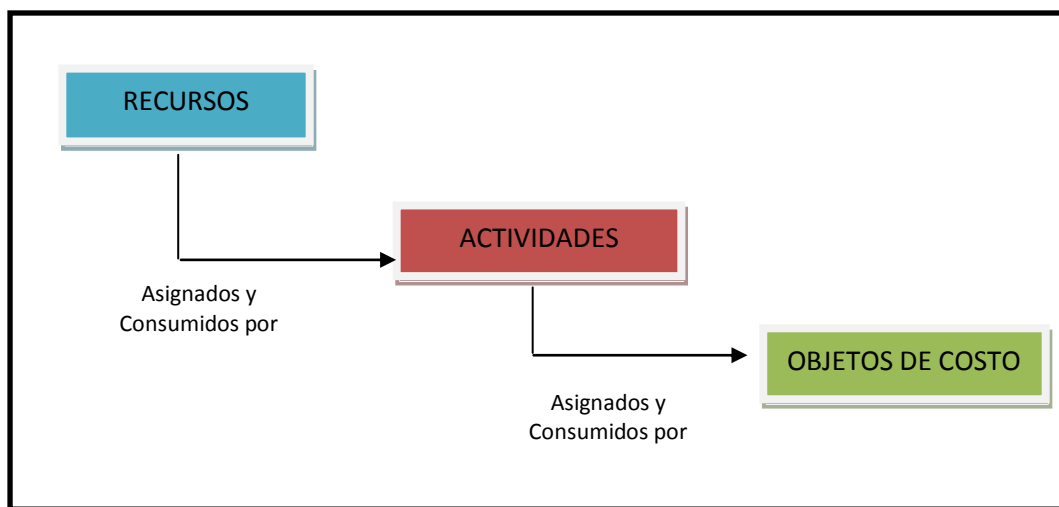 RECURSOS
ACTIVIDADES
Asignados y
Consumidos por
OBJETOS DE COSTO
Asignados y
Consumidos por